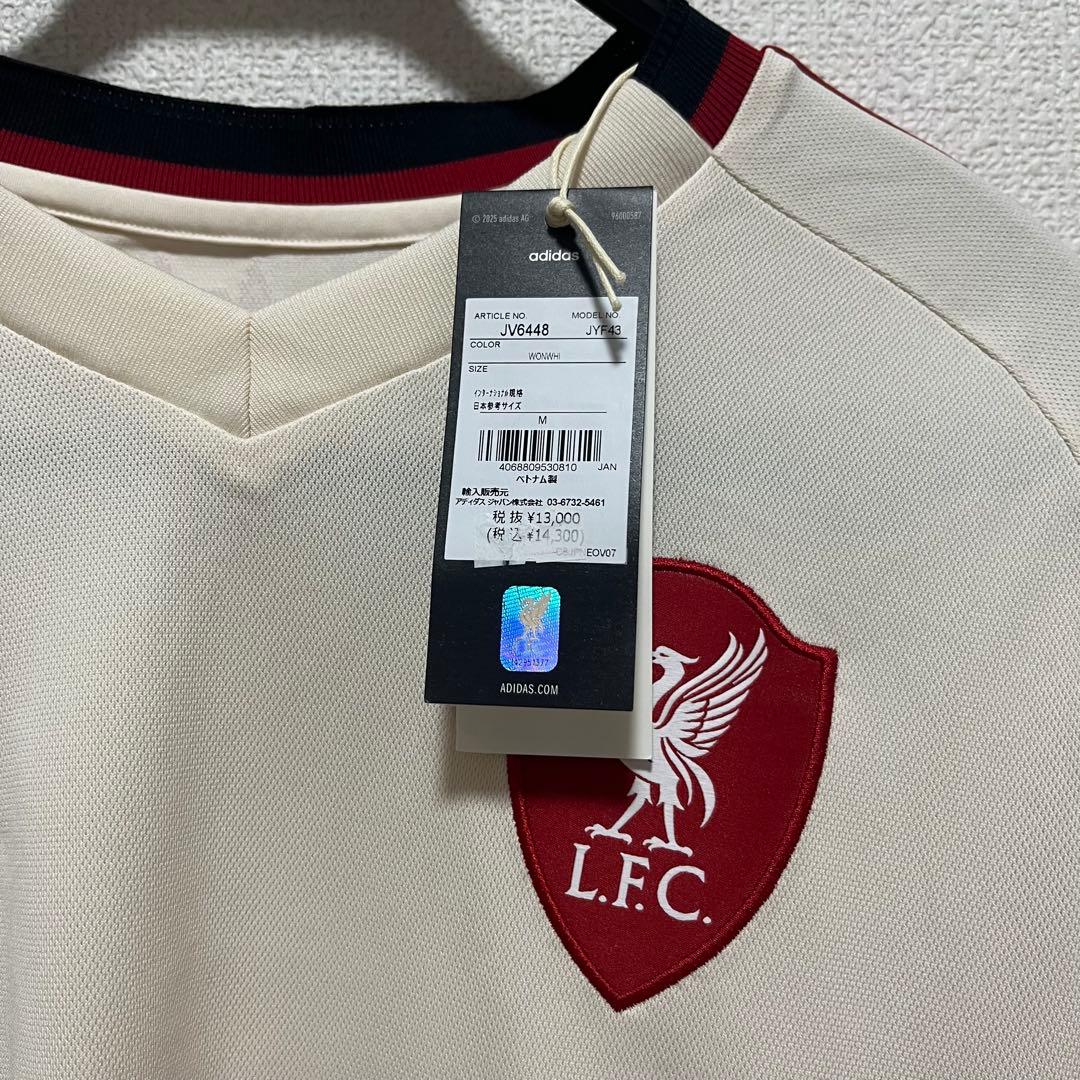 © 2025 adidas AG 96000587
adidas
ARTICLE NO. MODEL NO.
JV6448 JYF43
COLOR
WONWHI
SIZE
インターナショナル規格
日本参考サイズ
M
4068809530810 JAN
ベトナム製
輸入販売元
アディダス ジャパン株式会社 03-6732-5461
税抜 ¥13,000
(税込 ¥14,300)
EOV07
ADIDAS.COM
L.F.C.